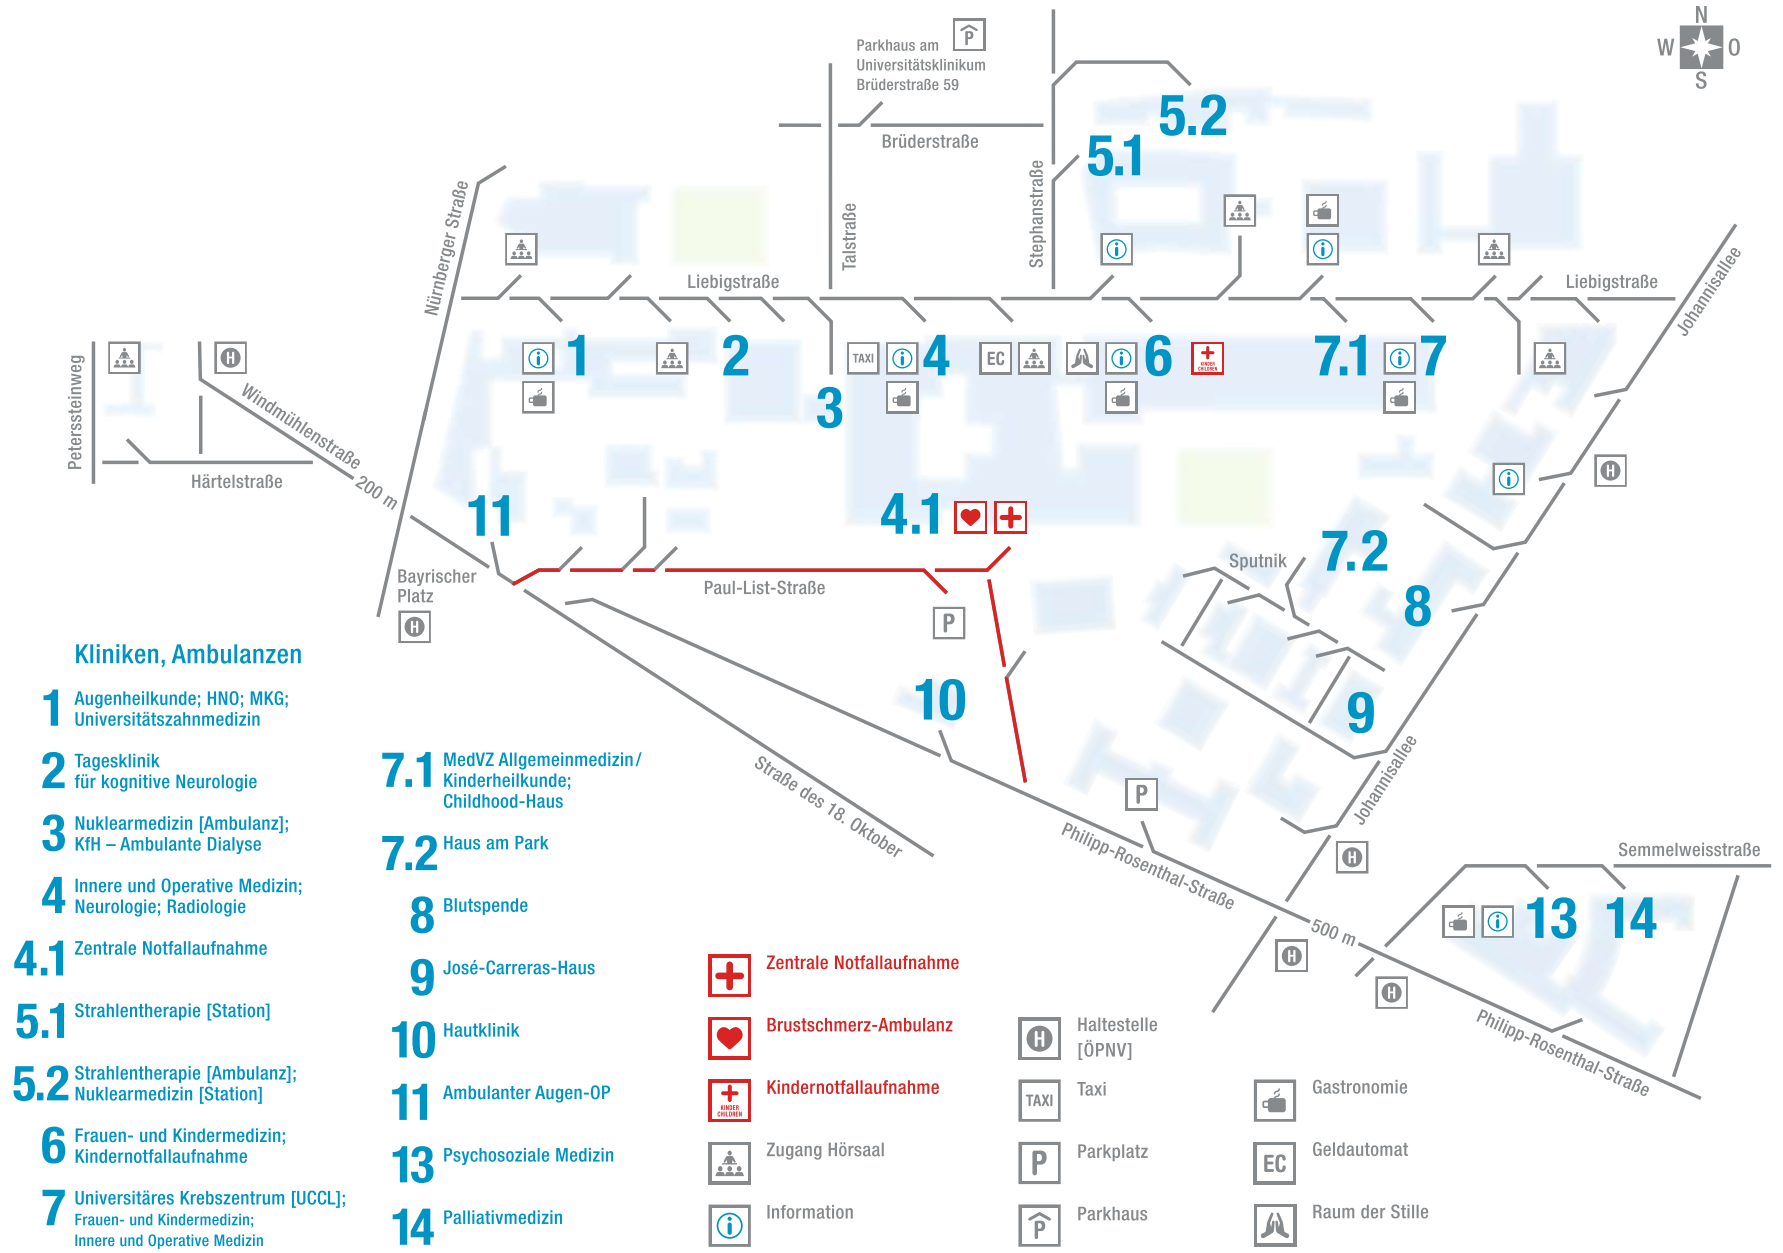 N
W O
S
Parkhaus am
Universitätsklinikum
Brüderstraße 59
P
Brüderstraße
5.2
5.1
Nürnberger Straße
Talstraße
Stephanstraße
Liebigstraße
Liebigstraße
Johannisallee
Peterssteinweg
H
Windmühlenstraße
200 m
Härtelstraße
i
1
2
3
TAXI
i
4
EC
i
6
KINDER
CHILDREN
i
i
7.1
i
7
i
H
11
4.1
Bayrischer
Platz
H
Paul-List-Straße
P
Sputnik
7.2
8
9
10
Straße des 18. Oktober
P
Philipp-Rosenthal-Straße
Johannisallee
H
H
500 m
H
Semmelweisstraße
i
13
14
Philipp-Rosenthal-Straße
Kliniken, Ambulanzen
1 Augenheilkunde; HNO; MKG;
Universitätszahnmedizin
2 Tagesklinik
für kognitive Neurologie
3 Nuklearmedizin [Ambulanz];
KfH – Ambulante Dialyse
4 Innere und Operative Medizin;
Neurologie; Radiologie
4.1 Zentrale Notfallaufnahme
5.1 Strahlentherapie [Station]
5.2 Strahlentherapie [Ambulanz];
Nuklearmedizin [Station]
6 Frauen- und Kindermedizin;
Kindernotfallaufnahme
7 Universitäres Krebszentrum [UCCL];
Frauen- und Kindermedizin;
Innere und Operative Medizin
7.1 MedVZ Allgemeinmedizin/
Kinderheilkunde;
Childhood-Haus
7.2 Haus am Park
8 Blutspende
9 José-Carreras-Haus
10 Hautklinik
11 Ambulanter Augen-OP
13 Psychosoziale Medizin
14 Palliativmedizin
Zentrale Notfallaufnahme
Brustschmerz-Ambulanz
KINDER
CHILDREN
Kindernotfallaufnahme
Zugang Hörsaal
i Information
H Haltestelle
[ÖPNV]
TAXI Taxi
P Parkplatz
P Parkhaus
Gastronomie
EC Geldautomat
Raum der Stille